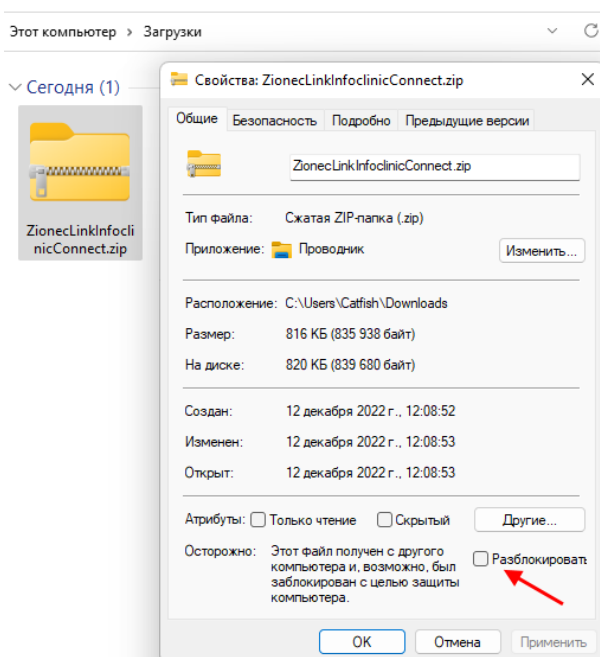 Этот компьютер > Загрузки
Сегодня (1)
ZionecLinkInfocli
nicConnect.zip
Свойства: ZionecLinkInfoclinicConnect.zip
Общие Безопасность Подробно Предыдущие версии
ZionecLinkInfoclinicConnect.zip
Тип файла: Сжатая ZIP-папка (.zip)
Приложение: Проводник Изменить...
Расположение: C:\Users\Catfish\Downloads
Размер: 816 КБ (835 938 байт)
На диске: 820 КБ (839 680 байт)
Создан: 12 декабря 2022 г., 12:08:52
Изменен: 12 декабря 2022 г., 12:08:53
Открыт: 12 декабря 2022 г., 12:08:53
Атрибуты: Только чтение Скрытый Другие...
Осторожно: Этот файл получен с другого
компьютера и, возможно, был
заблокирован с целью защиты
компьютера.
Разблокировать
OK Отмена Применить